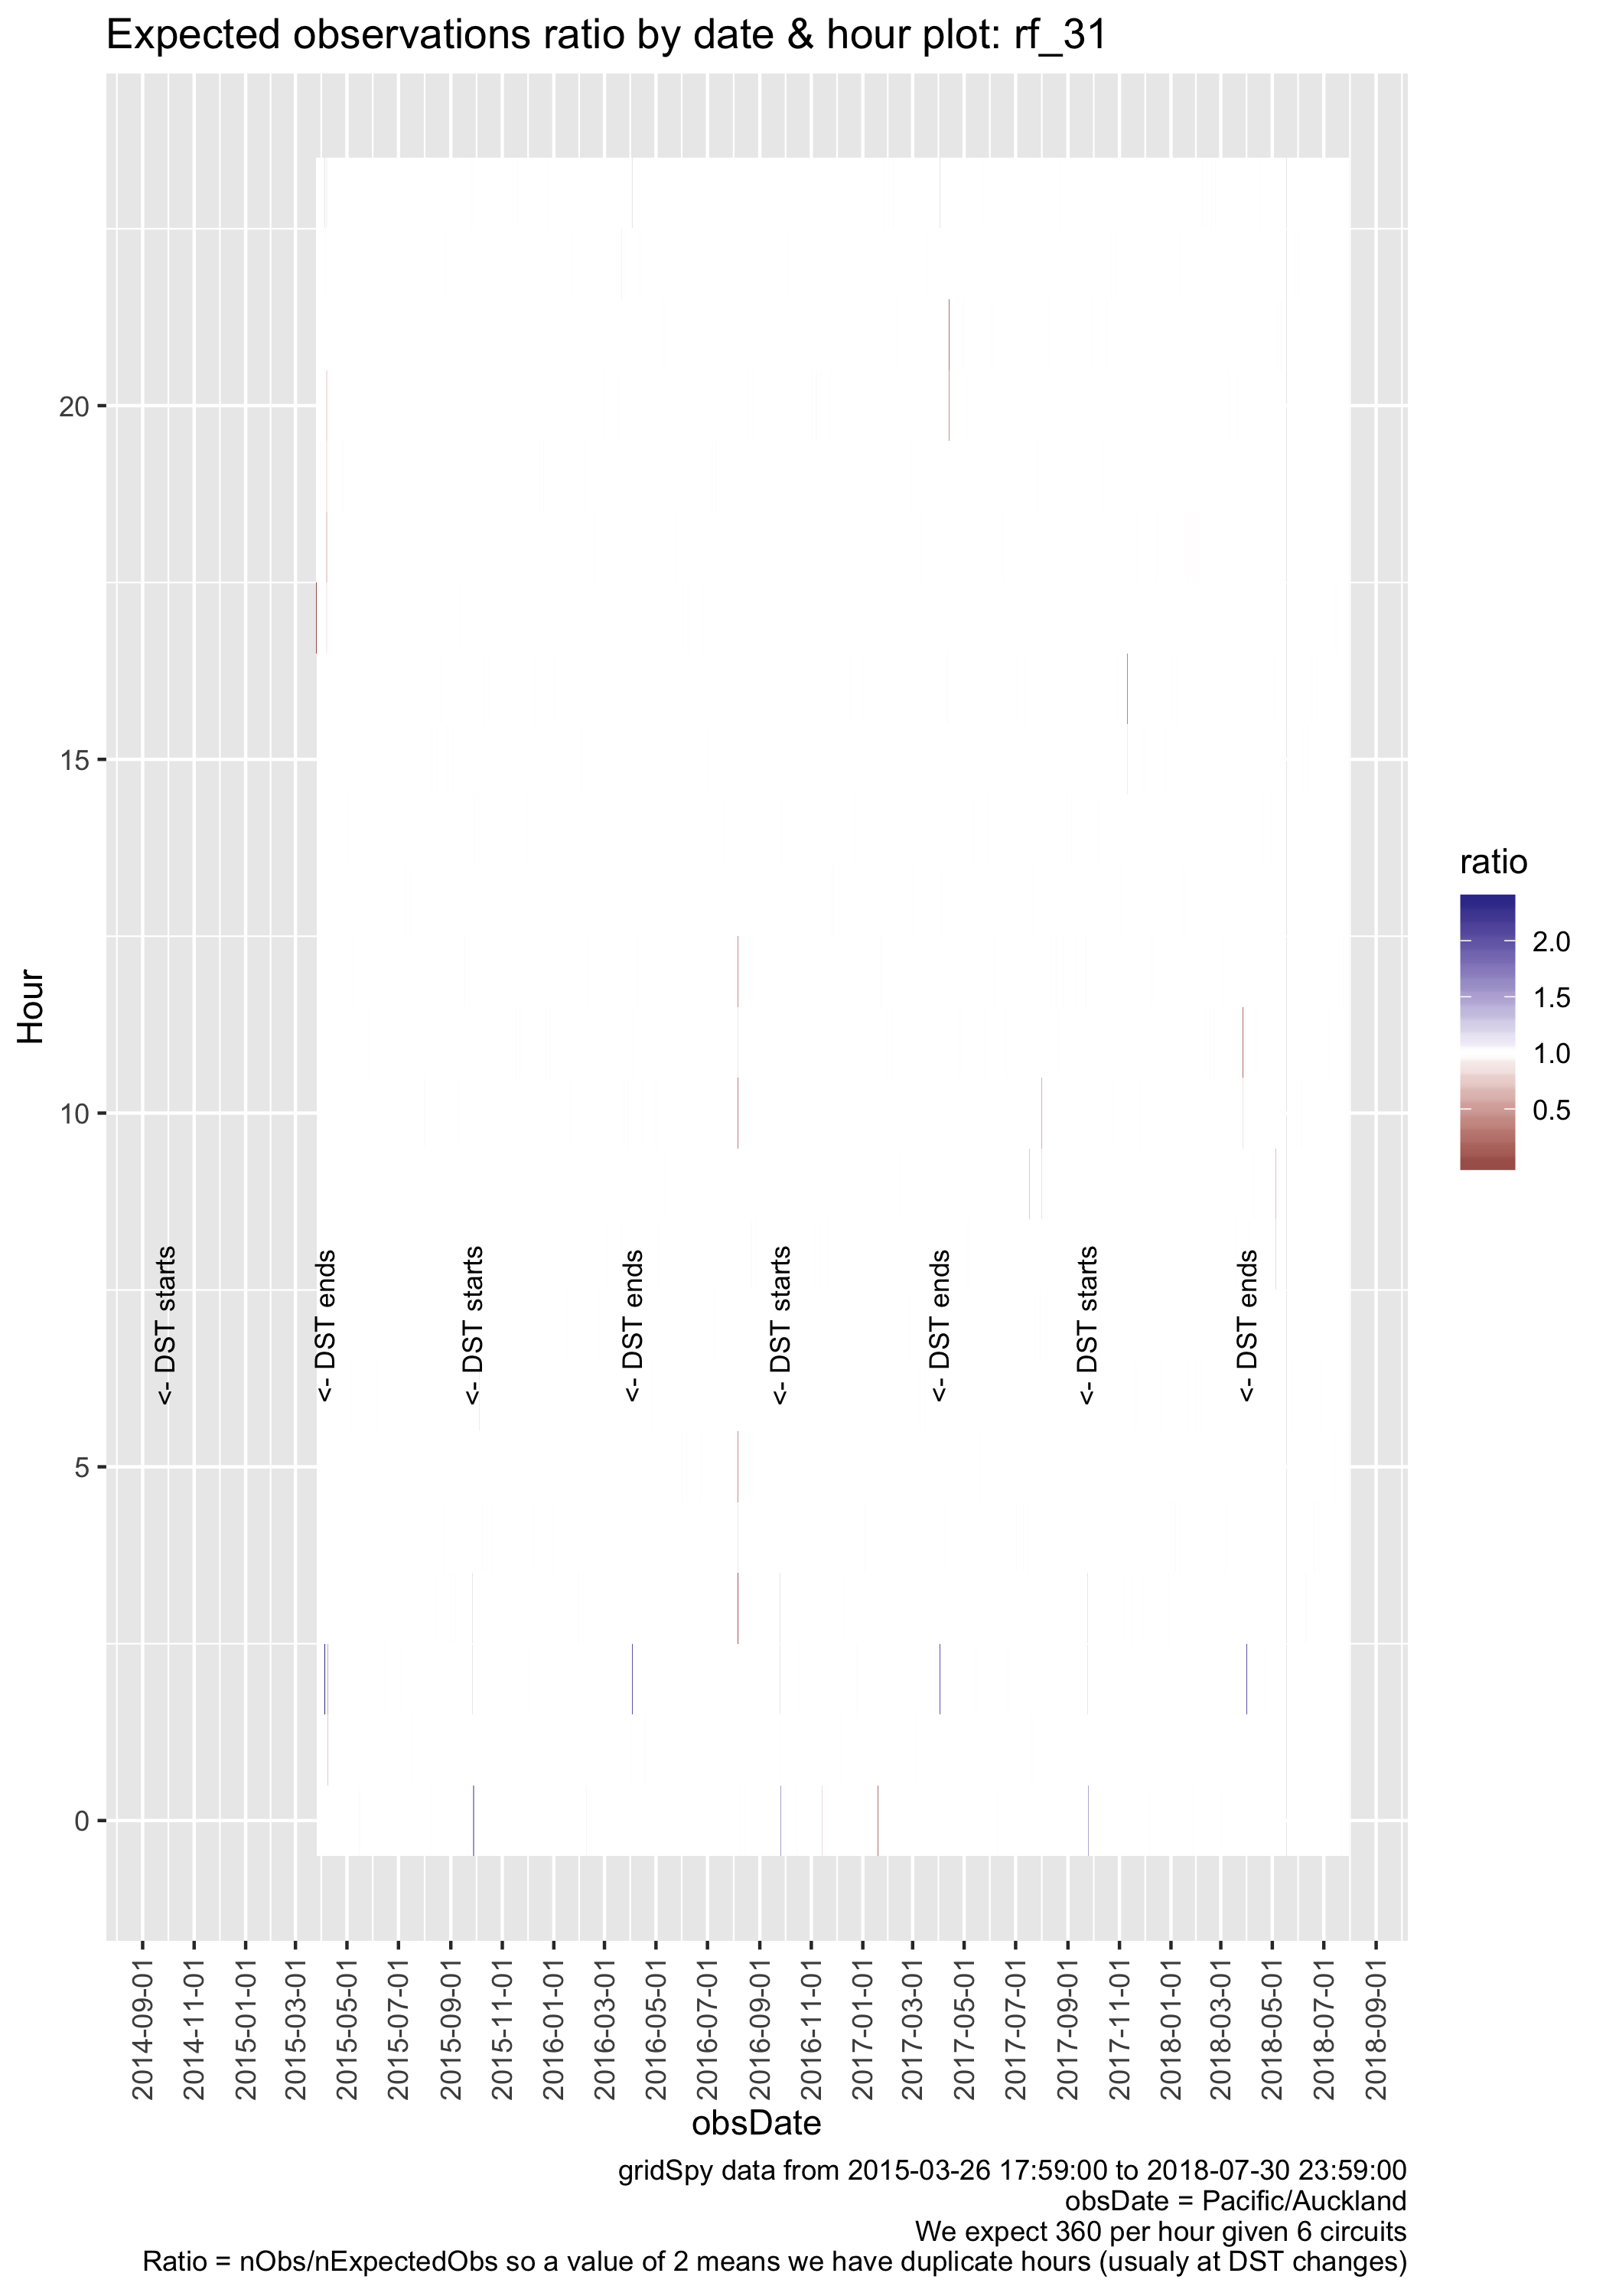 Expected observations ratio by date & hour plot: rf_31
Hour
20
15
10
5
0
<- DST starts
<- DST ends
<- DST starts
<- DST ends
<- DST starts
<- DST ends
<- DST starts
<- DST ends
ratio
2.0
1.5
1.0
0.5
2014-09-01
2014-11-01
2015-01-01
2015-03-01
2015-05-01
2015-07-01
2015-09-01
2015-11-01
2016-01-01
2016-03-01
2016-05-01
2016-07-01
2016-09-01
2016-11-01
2017-01-01
2017-03-01
2017-05-01
2017-07-01
2017-09-01
2017-11-01
2018-01-01
2018-03-01
2018-05-01
2018-07-01
2018-09-01
obsDate
gridSpy data from 2015-03-26 17:59:00 to 2018-07-30 23:59:00
obsDate = Pacific/Auckland
We expect 360 per hour given 6 circuits
Ratio = nObs/nExpectedObs so a value of 2 means we have duplicate hours (usualy at DST changes)